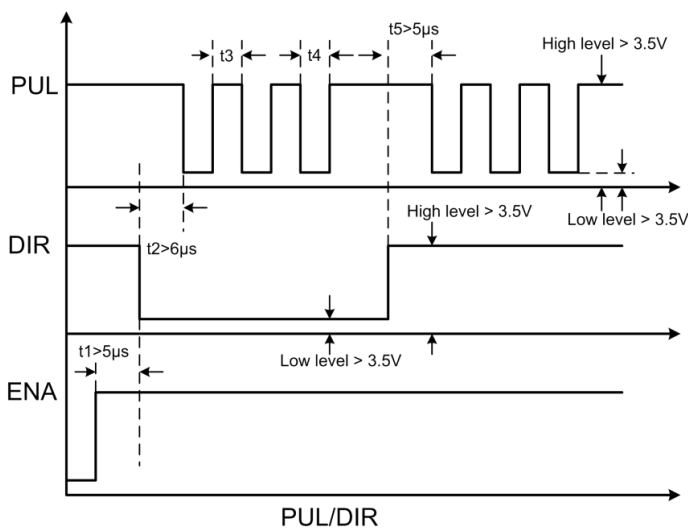 t5>5µs
High level > 3.5V
t3
t4
PUL
Low level > 3.5V
High level > 3.5V
DIR
t2>6µs
t1>5µs
Low level > 3.5V
ENA
PUL/DIR